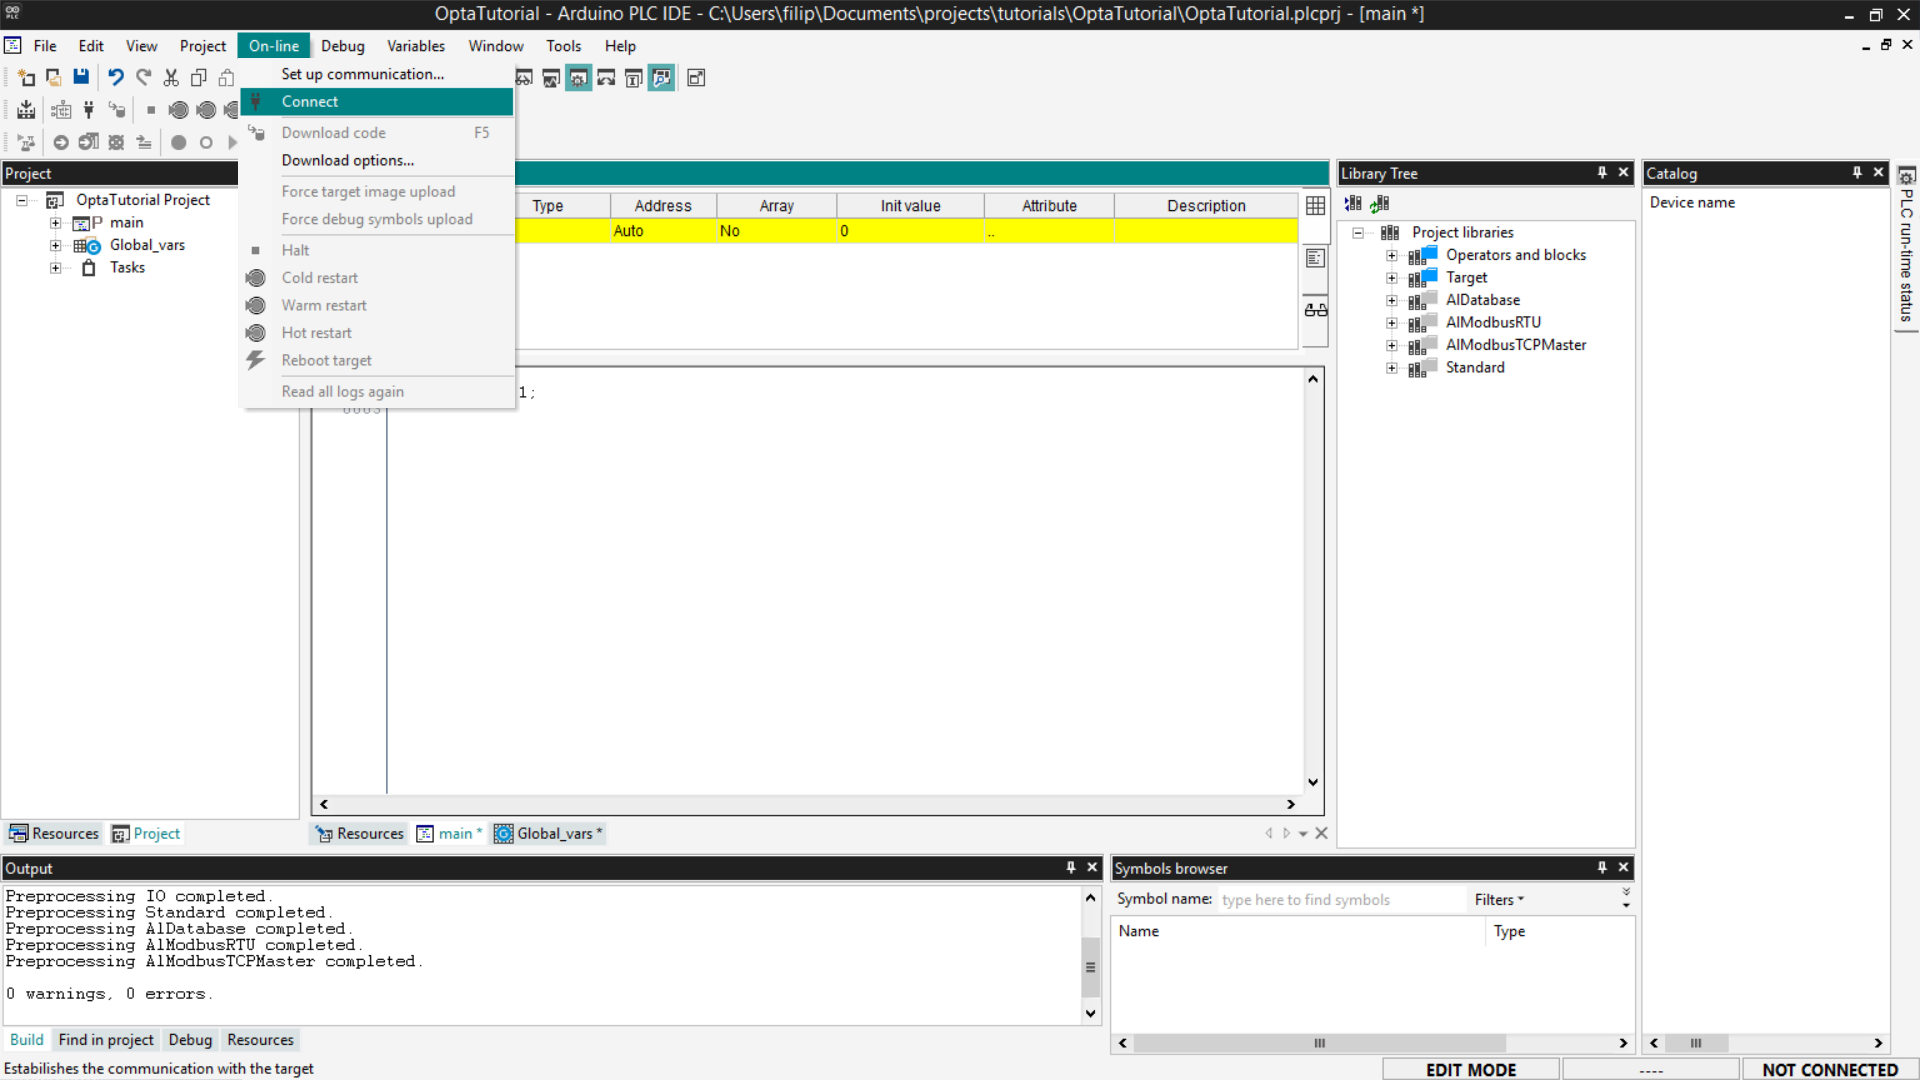 OptaTutorial - Arduino PLC IDE - C:\Users\filip\Documents\projects\tutorials\OptaTutorial\OptaTutorial.plcprj - [main *]
File Edit View Project On-line Debug Variables Window Tools Help
Set up communication...
Connect
Download code F5
Download options...
Force target image upload
Force debug symbols upload
Halt
Cold restart
Warm restart
Hot restart
Reboot target
Read all logs again
Project
OptaTutorial Project
main
Global_vars
Tasks
Type Address Array Init value Attribute Description
Auto No 0 ..
1;
0003
Library Tree
Project libraries
Operators and blocks
Target
AlDatabase
AlModbusRTU
AlModbusTCPMaster
Standard
Catalog
Device name
PLC run-time status
Resources Project
Resources main * Global_vars *
Output
Preprocessing IO completed.
Preprocessing Standard completed.
Preprocessing AlDatabase completed.
Preprocessing AlModbusRTU completed.
Preprocessing AlModbusTCPMaster completed.
0 warnings, 0 errors.
Build Find in project Debug Resources
Symbols browser
Symbol name: type here to find symbols Filters
Name Type
Estabilishes the communication with the target
EDIT MODE ---- NOT CONNECTED